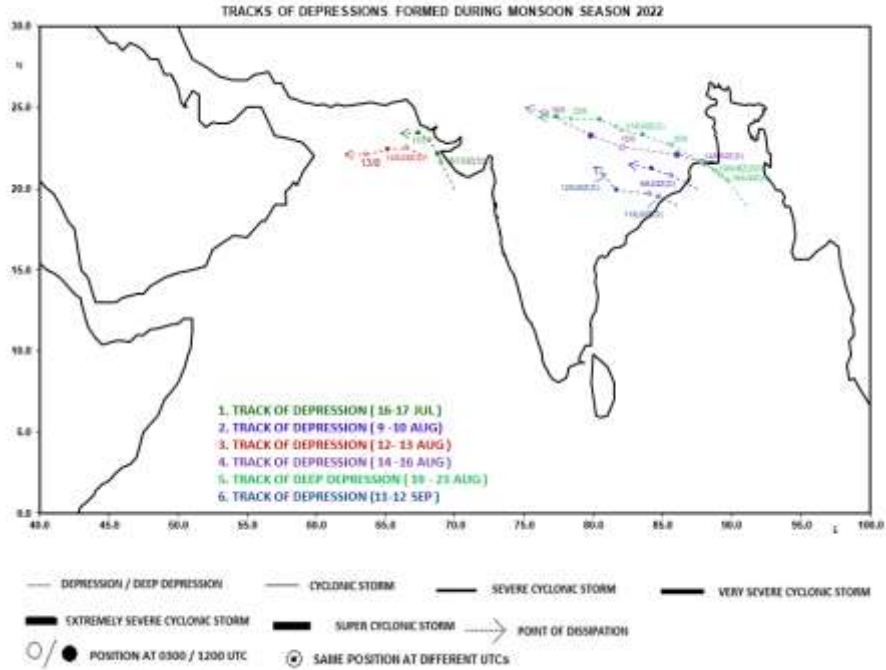 TRACKS OF DEPRESSIONS FORMED DURING MONSOON SEASON 2022
30.0
N
25.0
20.0
15.0
10.0
5.0
0.0
13/8
1. TRACK OF DEPRESSION ( 16-17 JUL )
2. TRACK OF DEPRESSION ( 9 -10 AUG)
3. TRACK OF DEPRESSION ( 12- 13 AUG )
4. TRACK OF DEPRESSION ( 14 -16 AUG )
5. TRACK OF DEEP DEPRESSION ( 18 - 23 AUG )
6. TRACK OF DEPRESSION (11-12 SEP )
40.0 45.0 50.0 55.0 60.0 65.0 70.0 75.0 80.0 85.0 90.0 95.0 100.0
E
DEPRESSION / DEEP DEPRESSION CYCLONIC STORM SEVERE CYCLONIC STORM VERY SEVERE CYCLONIC STORM
EXTREMELY SEVERE CYCLONIC STORM SUPER CYCLONIC STORM POINT OF DISSIPATION
POSITION AT 0300 / 1200 UTC SAME POSITION AT DIFFERENT UTCs